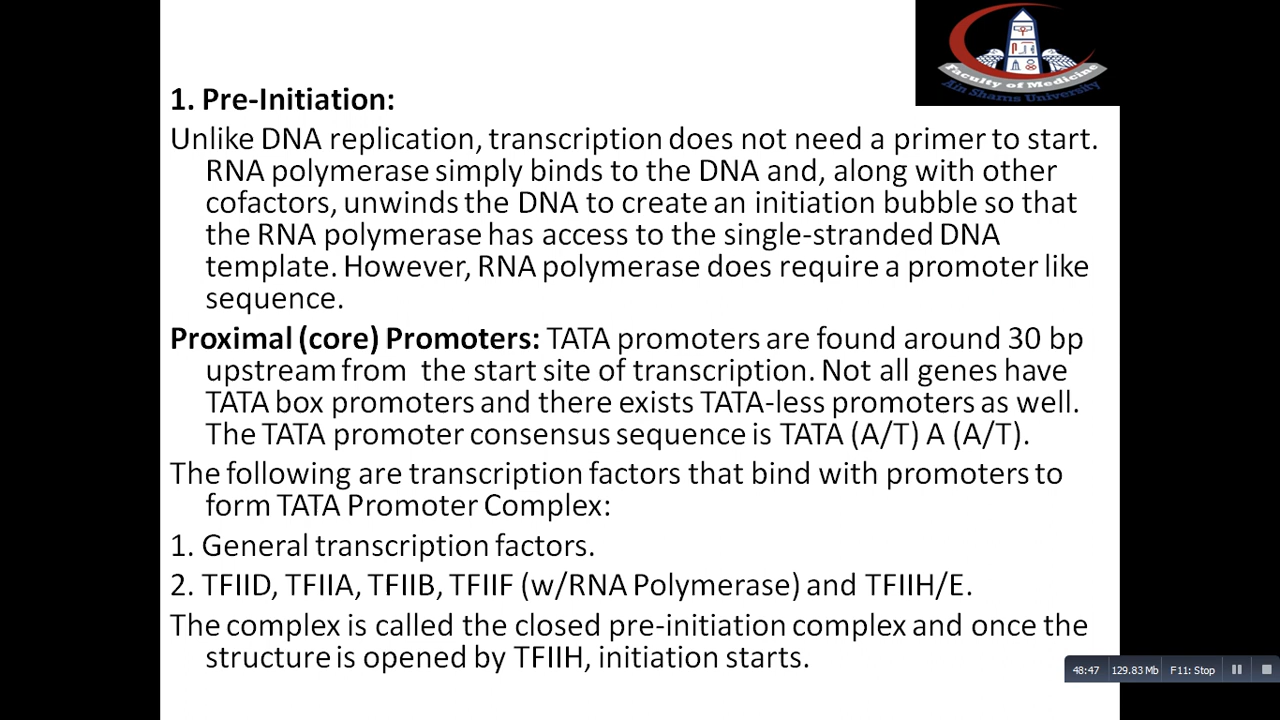 Faculty of Medicine
Ain Shams University
1. Pre-Initiation:
Unlike DNA replication, transcription does not need a primer to start.
RNA polymerase simply binds to the DNA and, along with other
cofactors, unwinds the DNA to create an initiation bubble so that
the RNA polymerase has access to the single-stranded DNA
template. However, RNA polymerase does require a promoter like
sequence.
Proximal (core) Promoters: TATA promoters are found around 30 bp
upstream from the start site of transcription. Not all genes have
TATA box promoters and there exists TATA-less promoters as well.
The TATA promoter consensus sequence is TATA (A/T) A (A/T).
The following are transcription factors that bind with promoters to
form TATA Promoter Complex:
1. General transcription factors.
2. TFIID, TFIIA, TFIIB, TFIIF (w/RNA Polymerase) and TFIIH/E.
The complex is called the closed pre-initiation complex and once the
structure is opened by TFIIH, initiation starts.
48:47 129.83 Mb F11: Stop